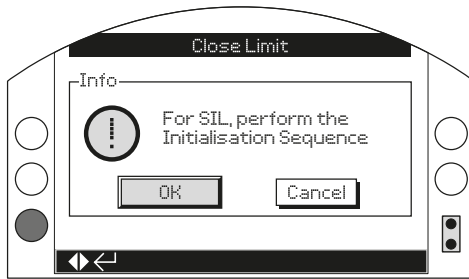 Close Limit
Info
For SIL, perform the
Initialisation Sequence
OK
Cancel